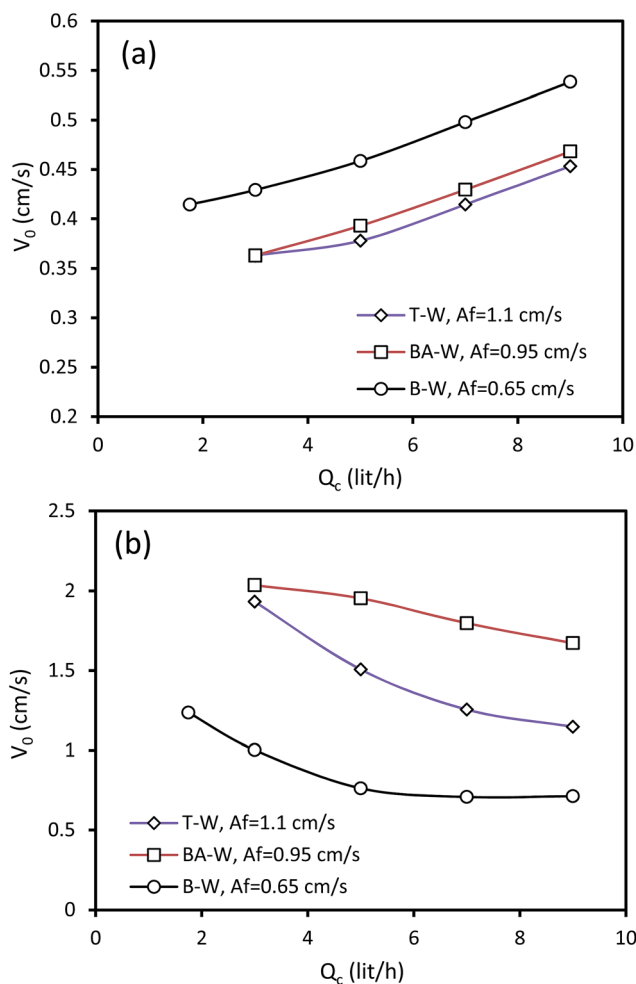 (a)
0.6
0.55
0.5
0.45
0.4
0.35
0.3
0.25
0.2
V₀ (cm/s)
T-W, Af=1.1 cm/s
BA-W, Af=0.95 cm/s
B-W, Af=0.65 cm/s
0 2 4 6 8 10
Q꜀ (lit/h)
(b)
2.5
2
1.5
1
0.5
0
V₀ (cm/s)
T-W, Af=1.1 cm/s
BA-W, Af=0.95 cm/s
B-W, Af=0.65 cm/s
0 2 4 6 8 10
Q꜀ (lit/h)